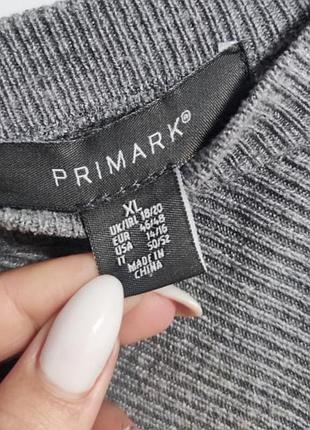 PRIMARK®
XL
UK/IRL 18/20
EUR 46/48
USA 14/16
IT 50/52
MADE IN
CHINA